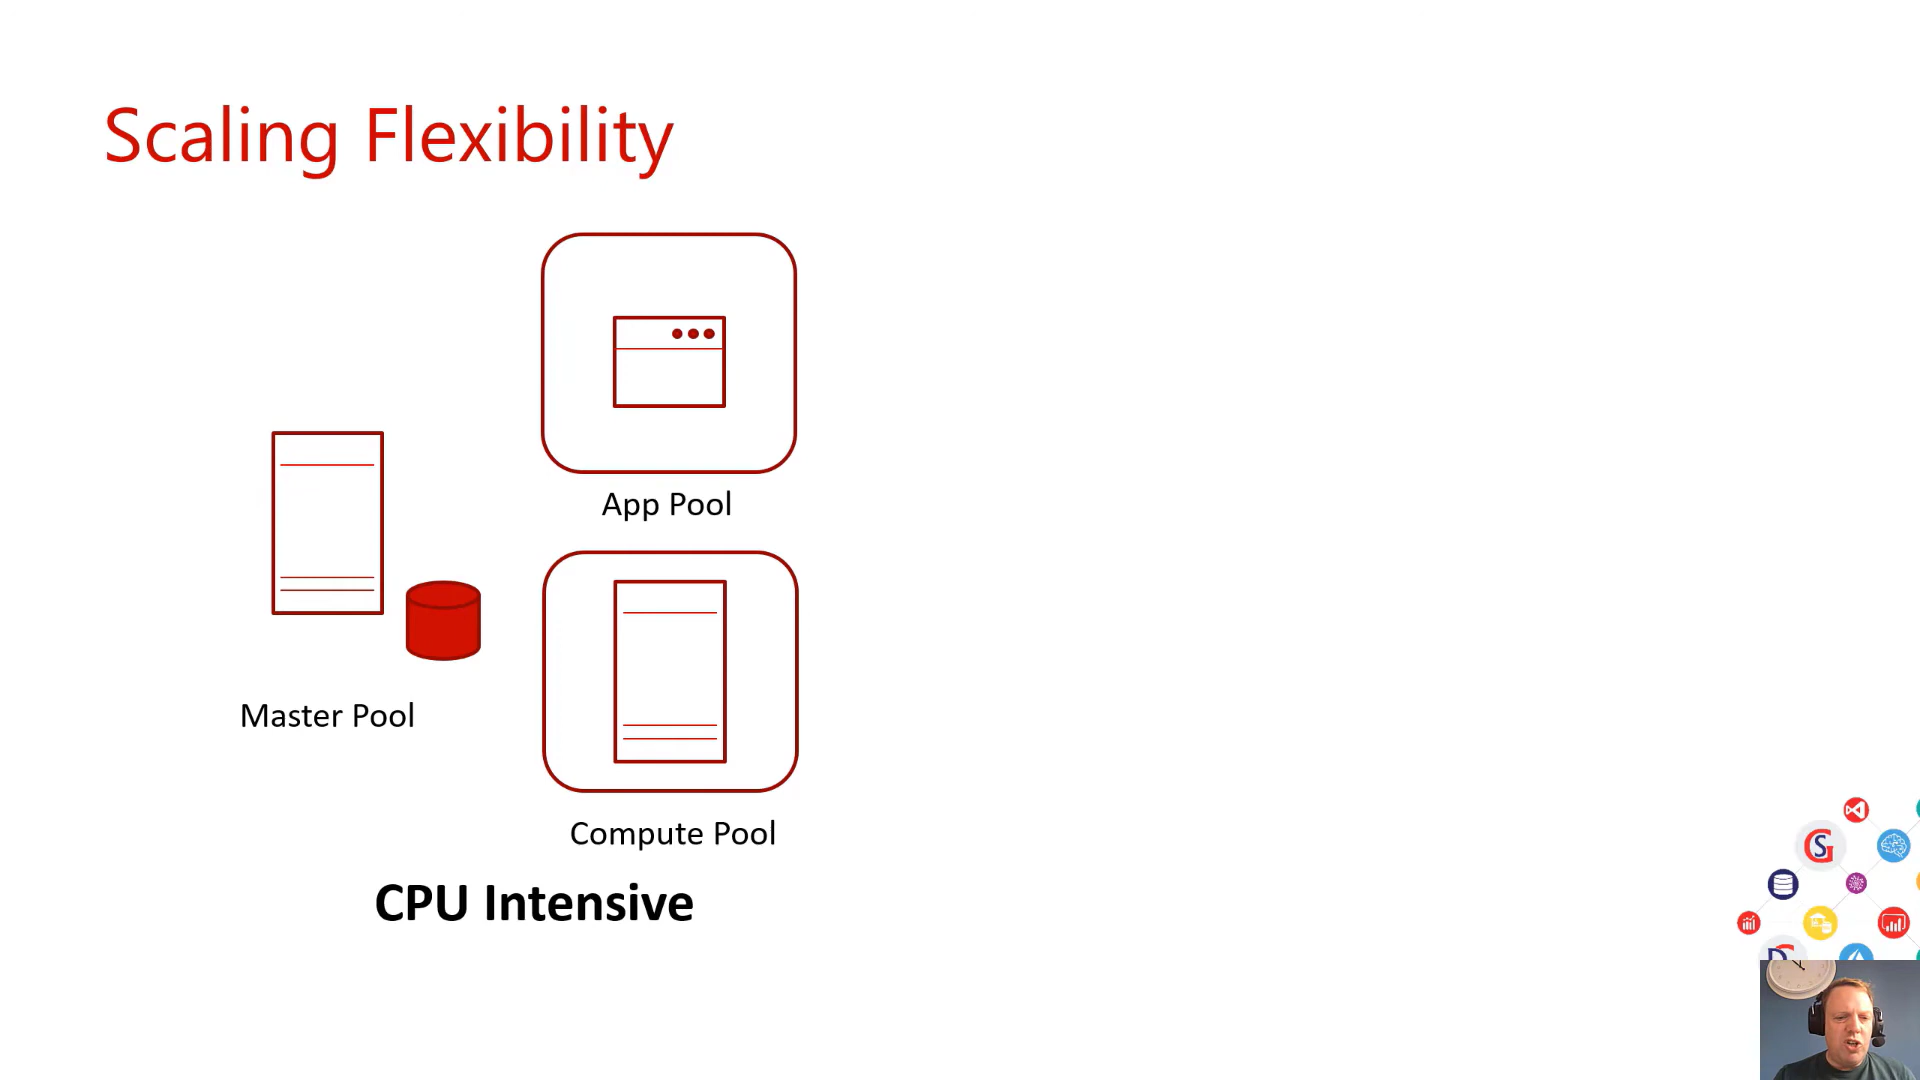 Scaling Flexibility
App Pool
Master Pool
Compute Pool
CPU Intensive